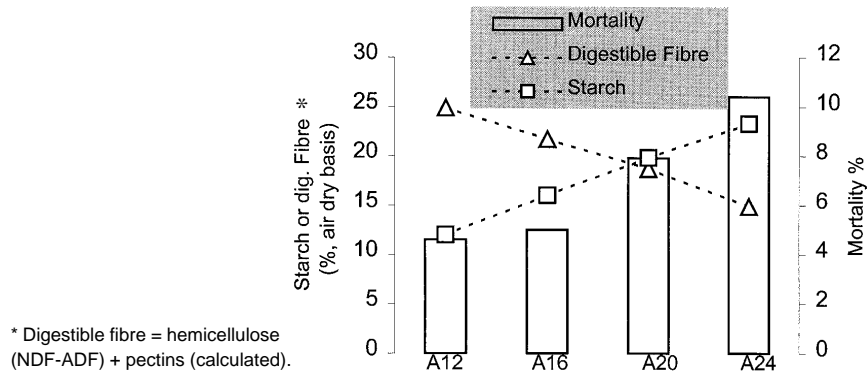 Mortality
Digestible Fibre
Starch
30
25
20
15
10
5
0
Starch or dig. Fibre *
(%, air dry basis)
12
10
8
6
4
2
0
Mortality %
A12 A16 A20 A24
* Digestible fibre = hemicellulose
(NDF-ADF) + pectins (calculated).